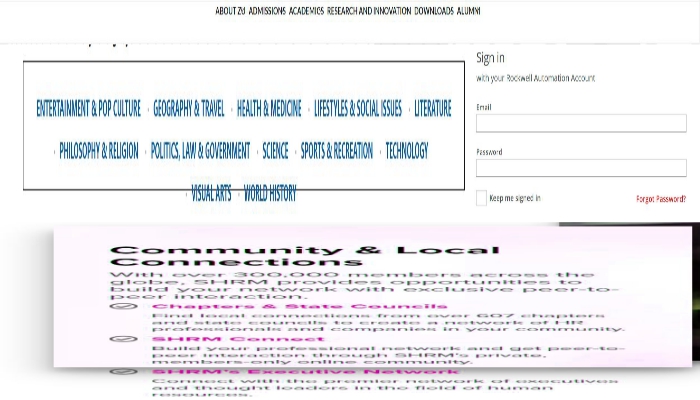 ABOUT ZU ADMISSIONS ACADEMICS RESEARCH AND INNOVATION DOWNLOADS ALUMNI
ENTERTAINMENT & POP CULTURE · GEOGRAPHY & TRAVEL · HEALTH & MEDICINE · LIFESTYLES & SOCIAL ISSUES · LITERATURE
· PHILOSOPHY & RELIGION · POLITICS, LAW & GOVERNMENT · SCIENCE · SPORTS & RECREATION · TECHNOLOGY
· VISUAL ARTS · WORLD HISTORY
Sign in
with your Rockwell Automation Account
Email
Password
Keep me signed in Forgot Password?
Community & Local
Connections
With over 300,000 members across the
globe, SHRM provides opportunities to
build your network with exclusive peer-to-
peer interaction.
Chapters & State Councils
Find local connections from over 607 chapters
and state councils to create a network of HR
professionals and companies in your community.
SHRM Connect
Build your professional network and get peer-to-
peer interaction through SHRM's private,
members-only online community.
SHRM's Executive Network
Connect with the premier network of executives
and thought leaders in the field of human
resources.